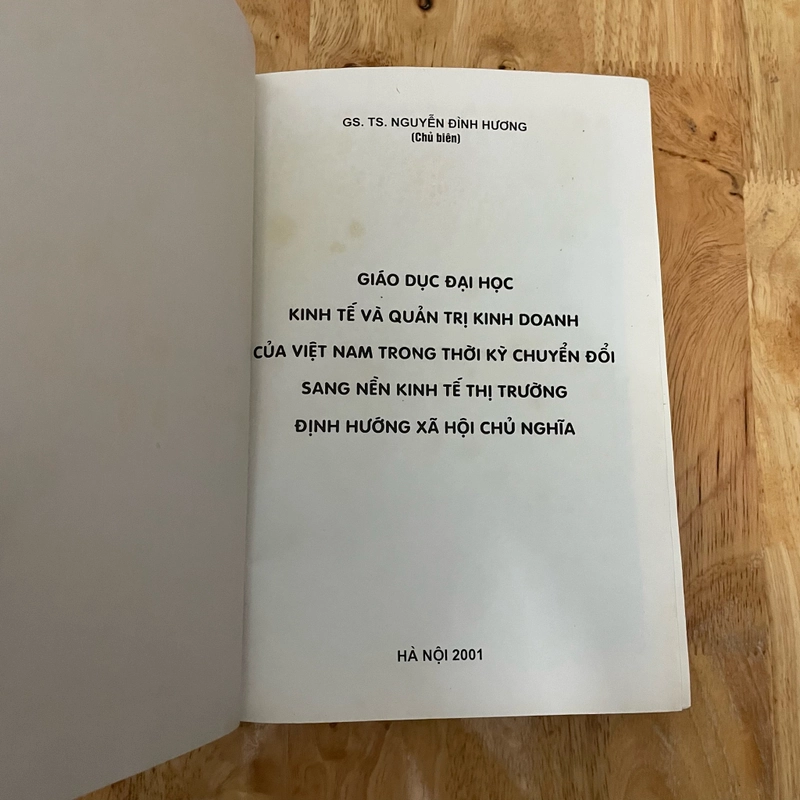 GS. TS. NGUYỄN ĐÌNH HƯƠNG
(Chủ biên)
GIÁO DỤC ĐẠI HỌC
KINH TẾ VÀ QUẢN TRỊ KINH DOANH
CỦA VIỆT NAM TRONG THỜI KỲ CHUYỂN ĐỔI
SANG NỀN KINH TẾ THỊ TRƯỜNG
ĐỊNH HƯỚNG XÃ HỘI CHỦ NGHĨA
HÀ NỘI 2001